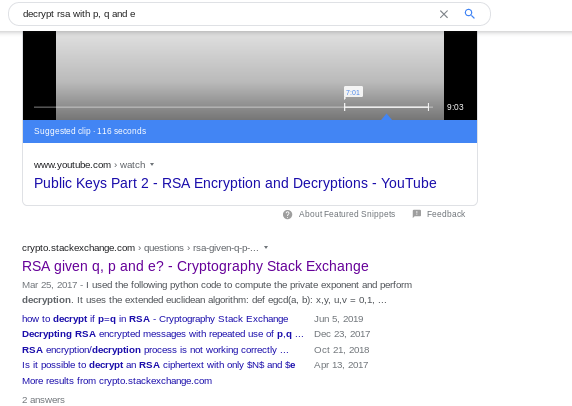 decrypt rsa with p, q and e
7:01
9:03
Suggested clip · 116 seconds
www.youtube.com › watch
Public Keys Part 2 - RSA Encryption and Decryptions - YouTube
About Featured Snippets Feedback
crypto.stackexchange.com › questions › rsa-given-q-p-...
RSA given q, p and e? - Cryptography Stack Exchange
Mar 25, 2017 - I used the following python code to compute the private exponent and perform
decryption. It uses the extended euclidean algorithm: def egcd(a, b): x,y, u,v = 0,1, ...
how to decrypt if p=q in RSA - Cryptography Stack Exchange Jun 5, 2019
Decrypting RSA encrypted messages with repeated use of p,q ... Dec 23, 2017
RSA encryption/decryption process is not working correctly ... Oct 21, 2018
Is it possible to decrypt an RSA ciphertext with only $N$ and $e Apr 13, 2017
More results from crypto.stackexchange.com
2 answers